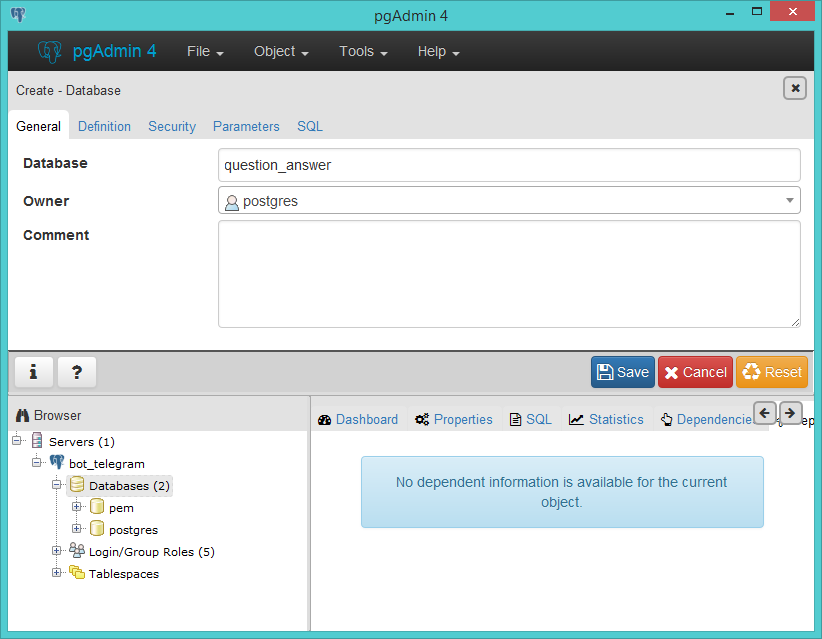 pgAdmin 4
pgAdmin 4 File Object Tools Help
Create - Database
General Definition Security Parameters SQL
Database question_answer
Owner postgres
Comment
i ? Save Cancel Reset
Browser
Dashboard Properties SQL Statistics Dependencie
Servers (1)
bot_telegram
Databases (2)
pem
postgres
Login/Group Roles (5)
Tablespaces
No dependent information is available for the current
object.